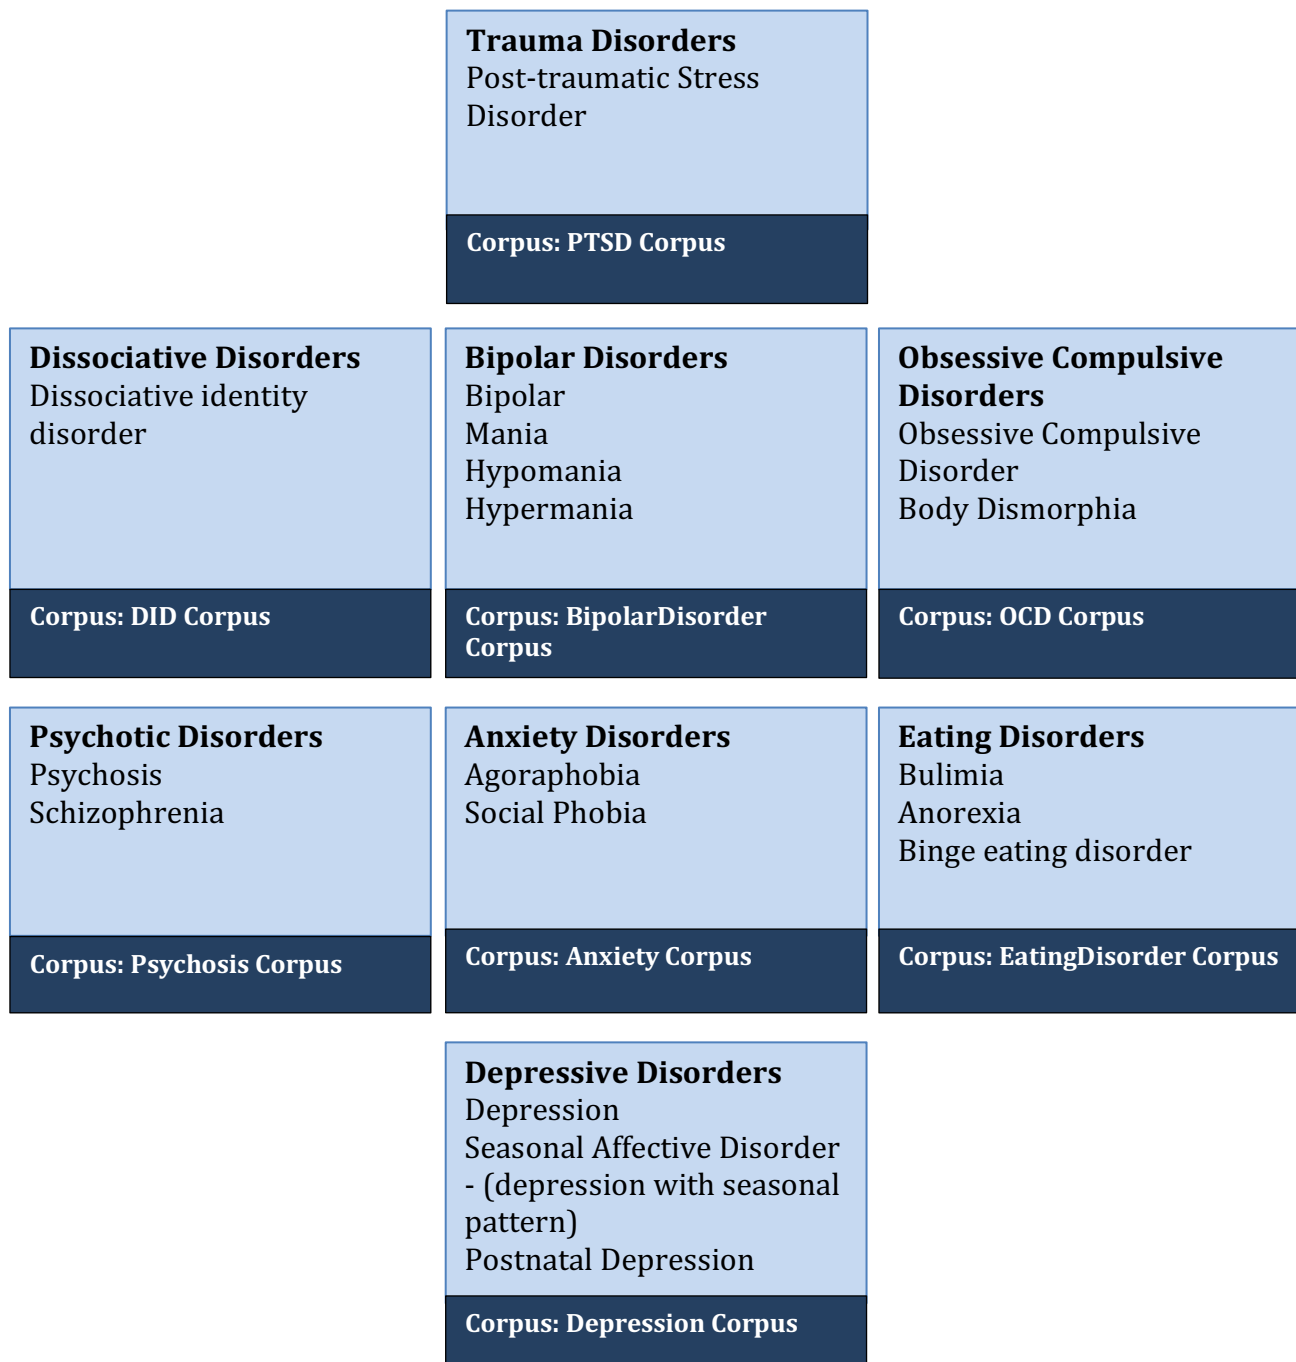 Trauma Disorders
Post-traumatic Stress
Disorder
Corpus: PTSD Corpus
Dissociative Disorders
Dissociative identity
disorder
Corpus: DID Corpus
Bipolar Disorders
Bipolar
Mania
Hypomania
Hypermania
Corpus: BipolarDisorder
Corpus
Obsessive Compulsive
Disorders
Obsessive Compulsive
Disorder
Body Dismorphia
Corpus: OCD Corpus
Psychotic Disorders
Psychosis
Schizophrenia
Corpus: Psychosis Corpus
Anxiety Disorders
Agoraphobia
Social Phobia
Corpus: Anxiety Corpus
Eating Disorders
Bulimia
Anorexia
Binge eating disorder
Corpus: EatingDisorder Corpus
Depressive Disorders
Depression
Seasonal Affective Disorder
- (depression with seasonal
pattern)
Postnatal Depression
Corpus: Depression Corpus